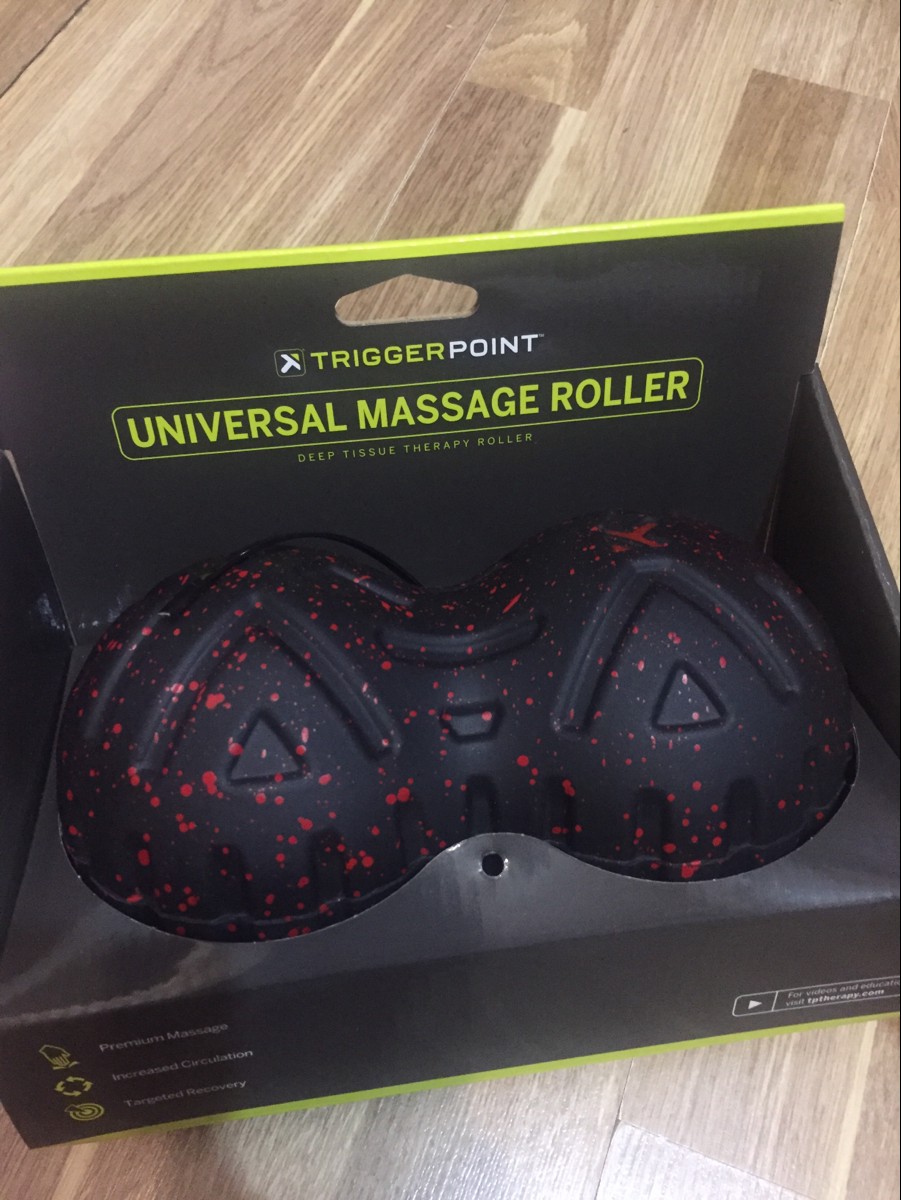 TRIGGERPOINT™
UNIVERSAL MASSAGE ROLLER
DEEP TISSUE THERAPY ROLLER
For videos and educatio
visit tptherapy.com
Premium Massage
Increased Circulation
Targeted Recovery